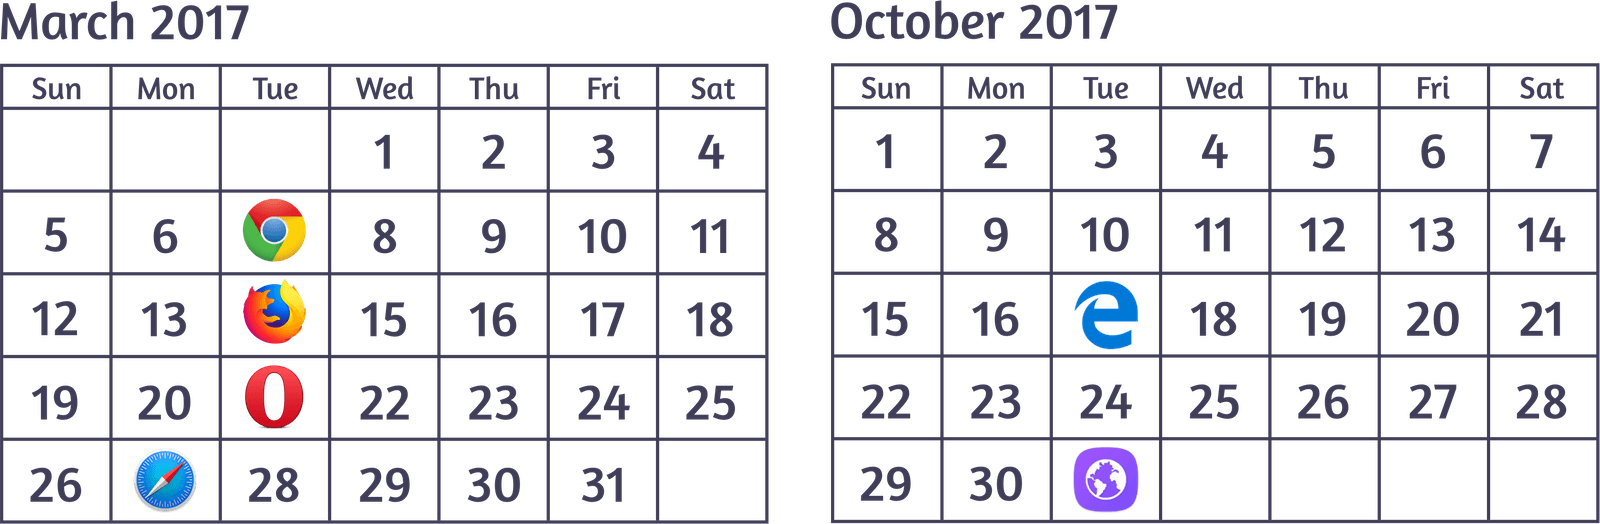 March 2017
Sun Mon Tue Wed Thu Fri Sat
1 2 3 4
5 6 8 9 10 11
12 13 15 16 17 18
19 20 22 23 24 25
26 28 29 30 31
October 2017
Sun Mon Tue Wed Thu Fri Sat
1 2 3 4 5 6 7
8 9 10 11 12 13 14
15 16 18 19 20 21
22 23 24 25 26 27 28
29 30